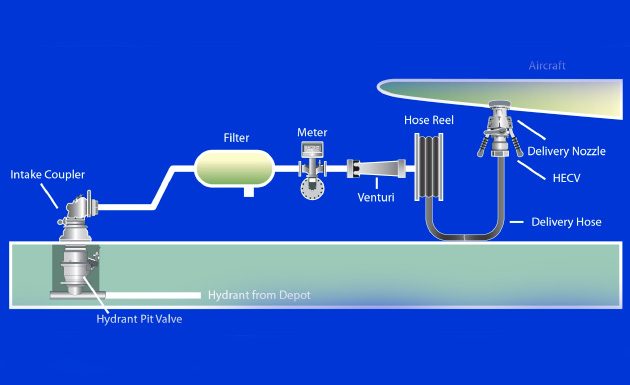 Aircraft
Hose Reel
Meter
Filter
Delivery Nozzle
Intake Coupler
HECV
Venturi
Delivery Hose
Hydrant from Depot
Hydrant Pit Valve